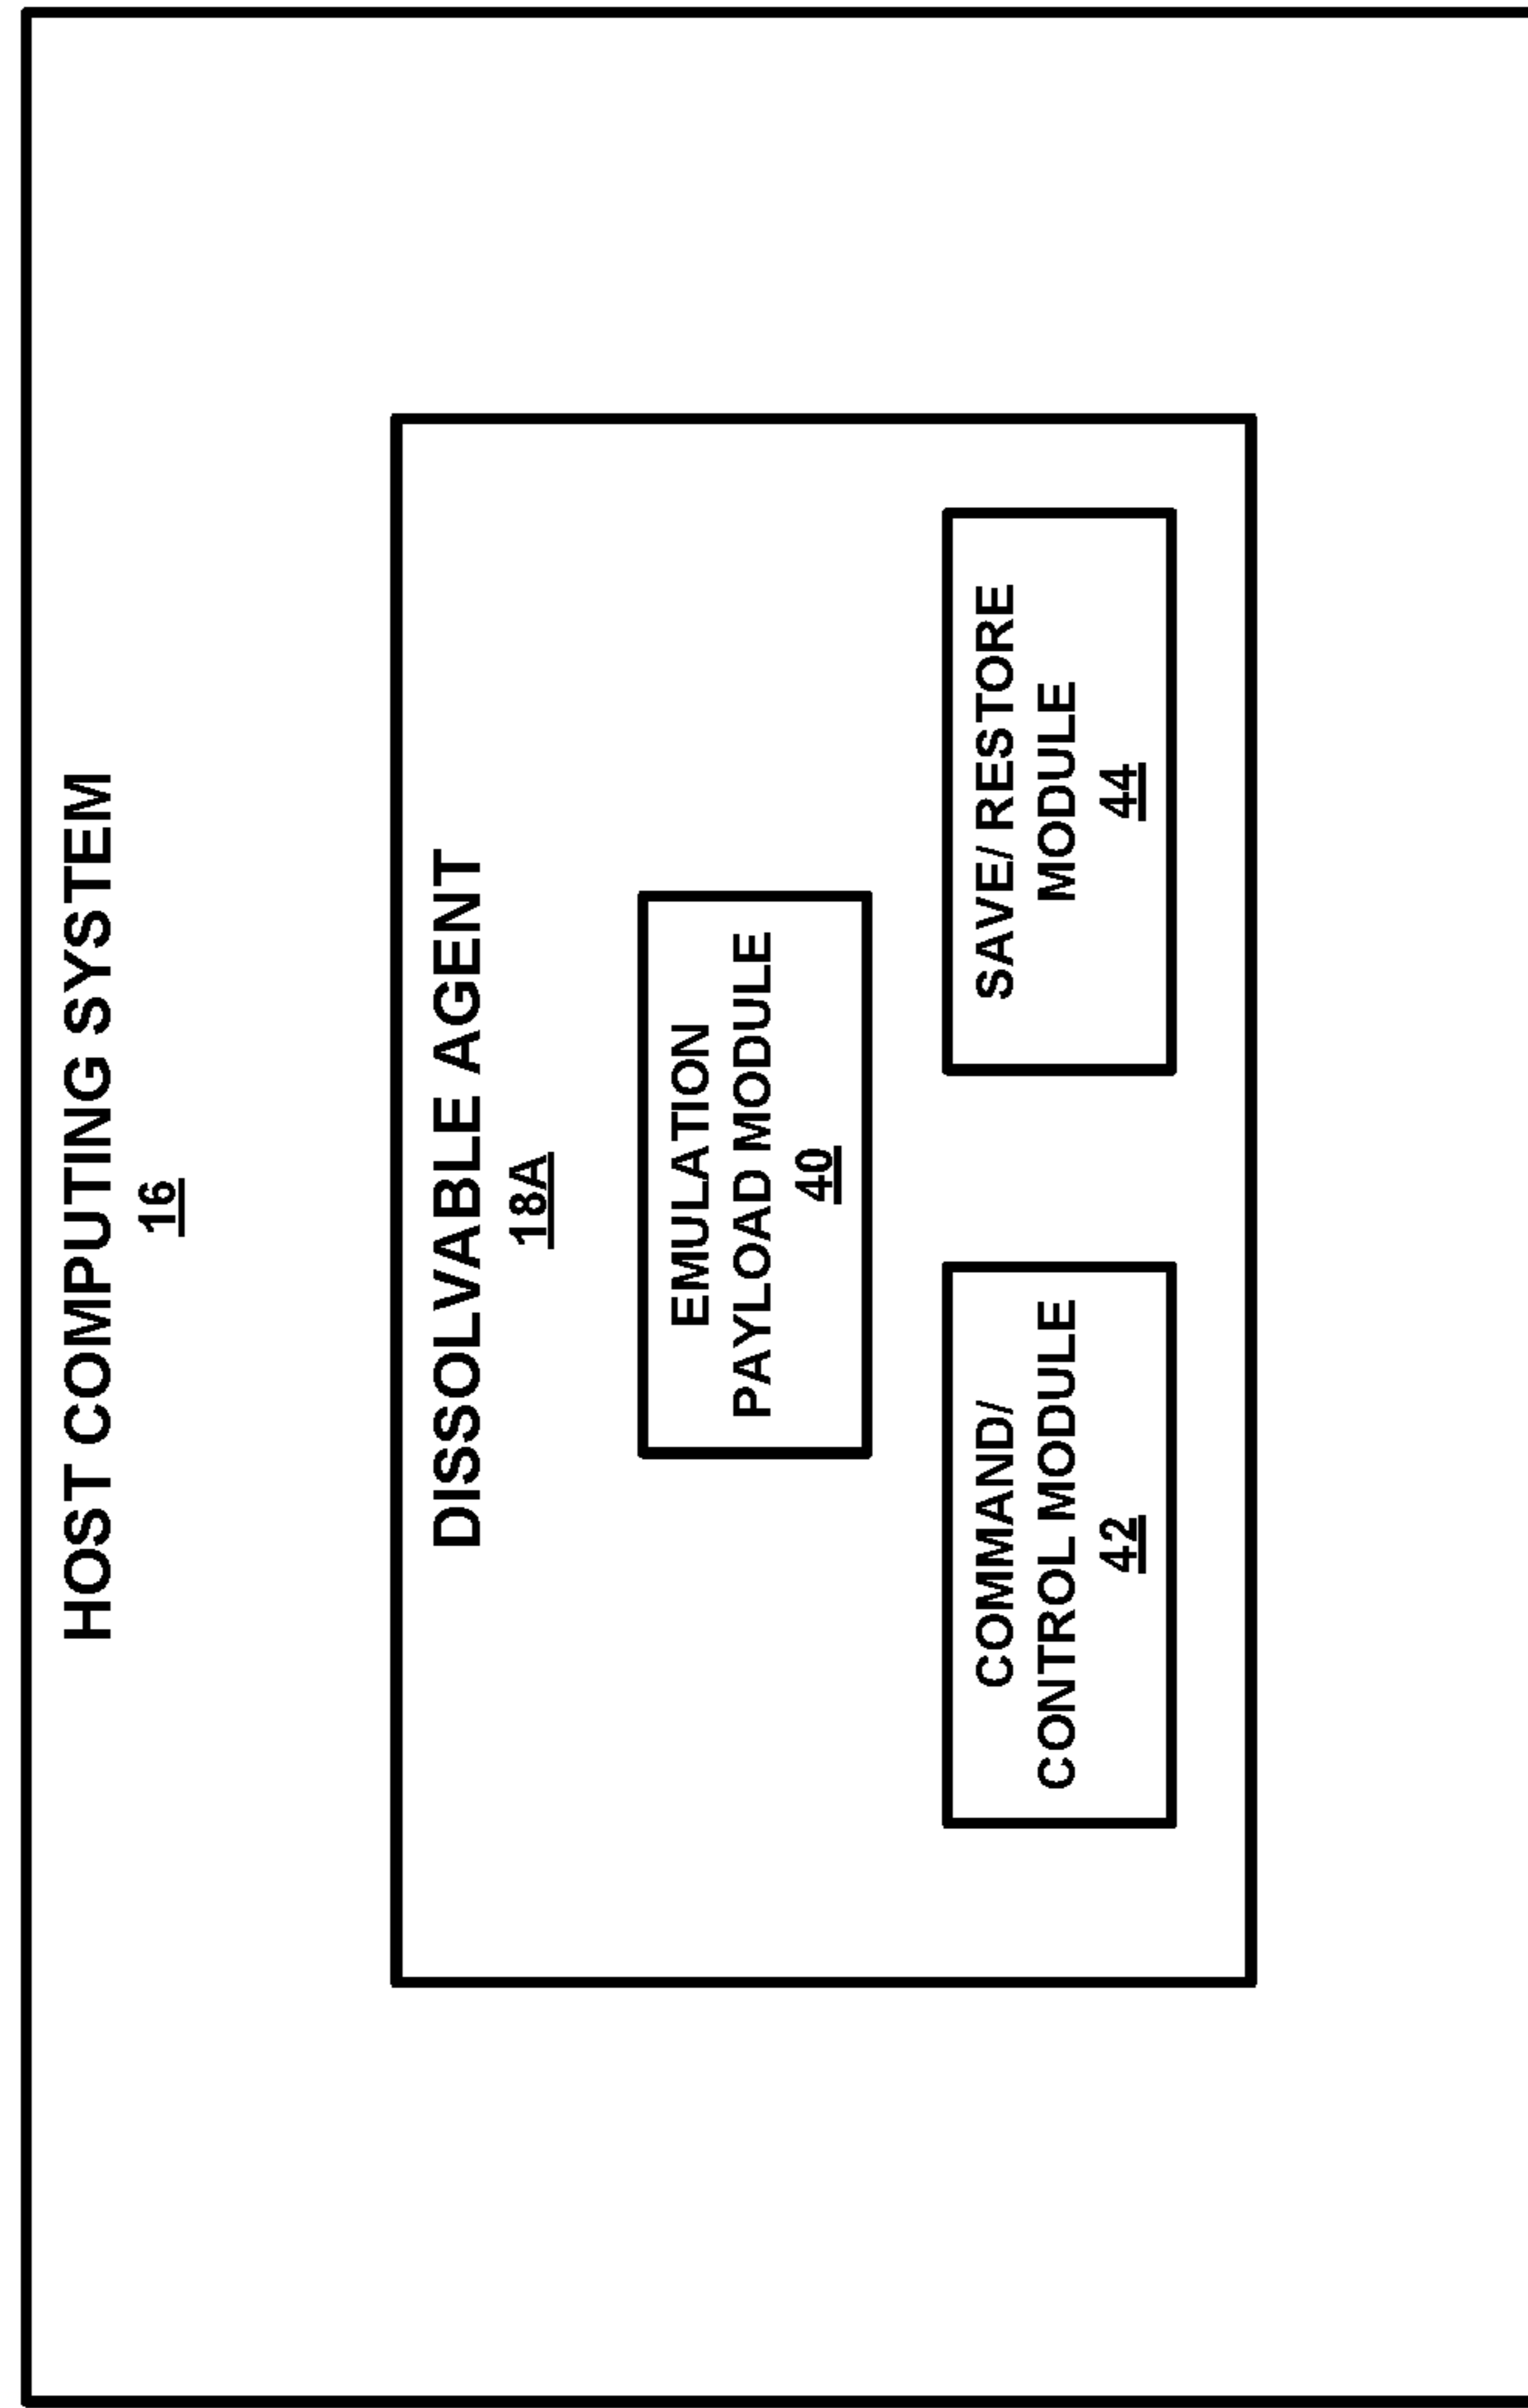 HOST COMPUTING SYSTEM
16
DISSOLVABLE AGENT
18A
EMULATION
PAYLOAD MODULE
40
COMMAND/
CONTROL MODULE
42
SAVE/RESTORE
MODULE
44